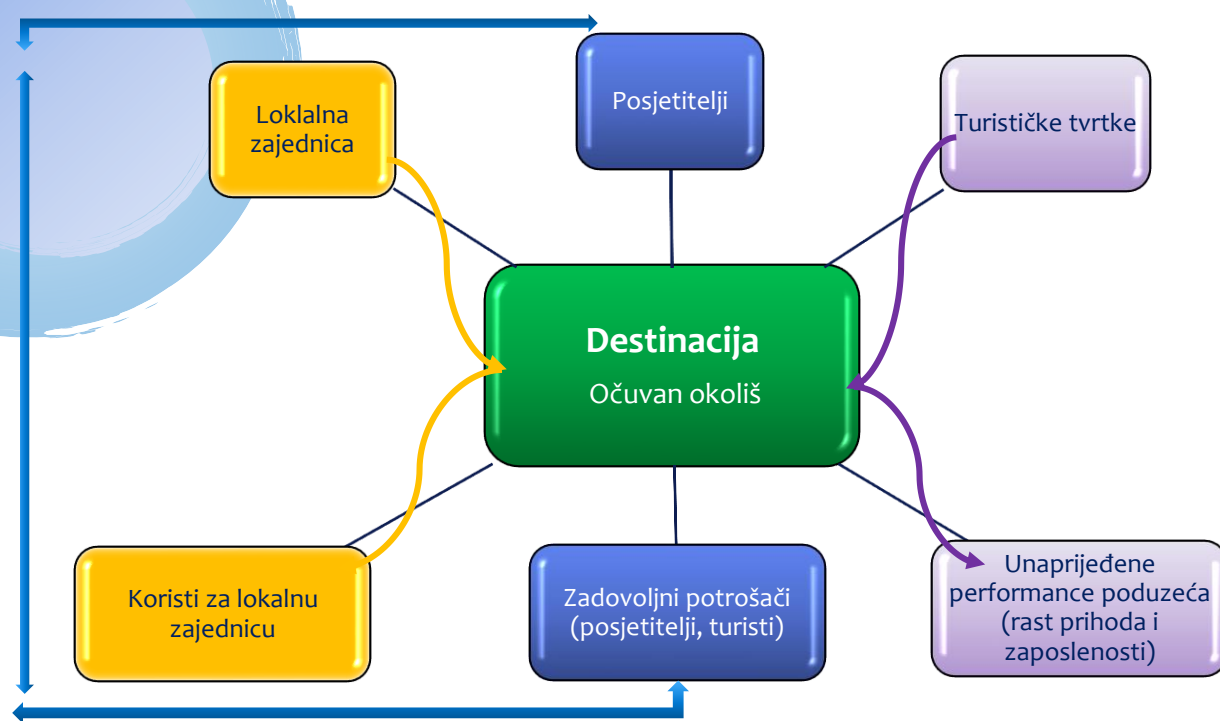 Loklalna
zajednica
Posjetitelji
Turističke tvrtke
Destinacija
Očuvan okoliš
Koristi za lokalnu
zajednicu
Zadovoljni potrošači
(posjetitelji, turisti)
Unaprijeđene
performance poduzeća
(rast prihoda i
zaposlenosti)